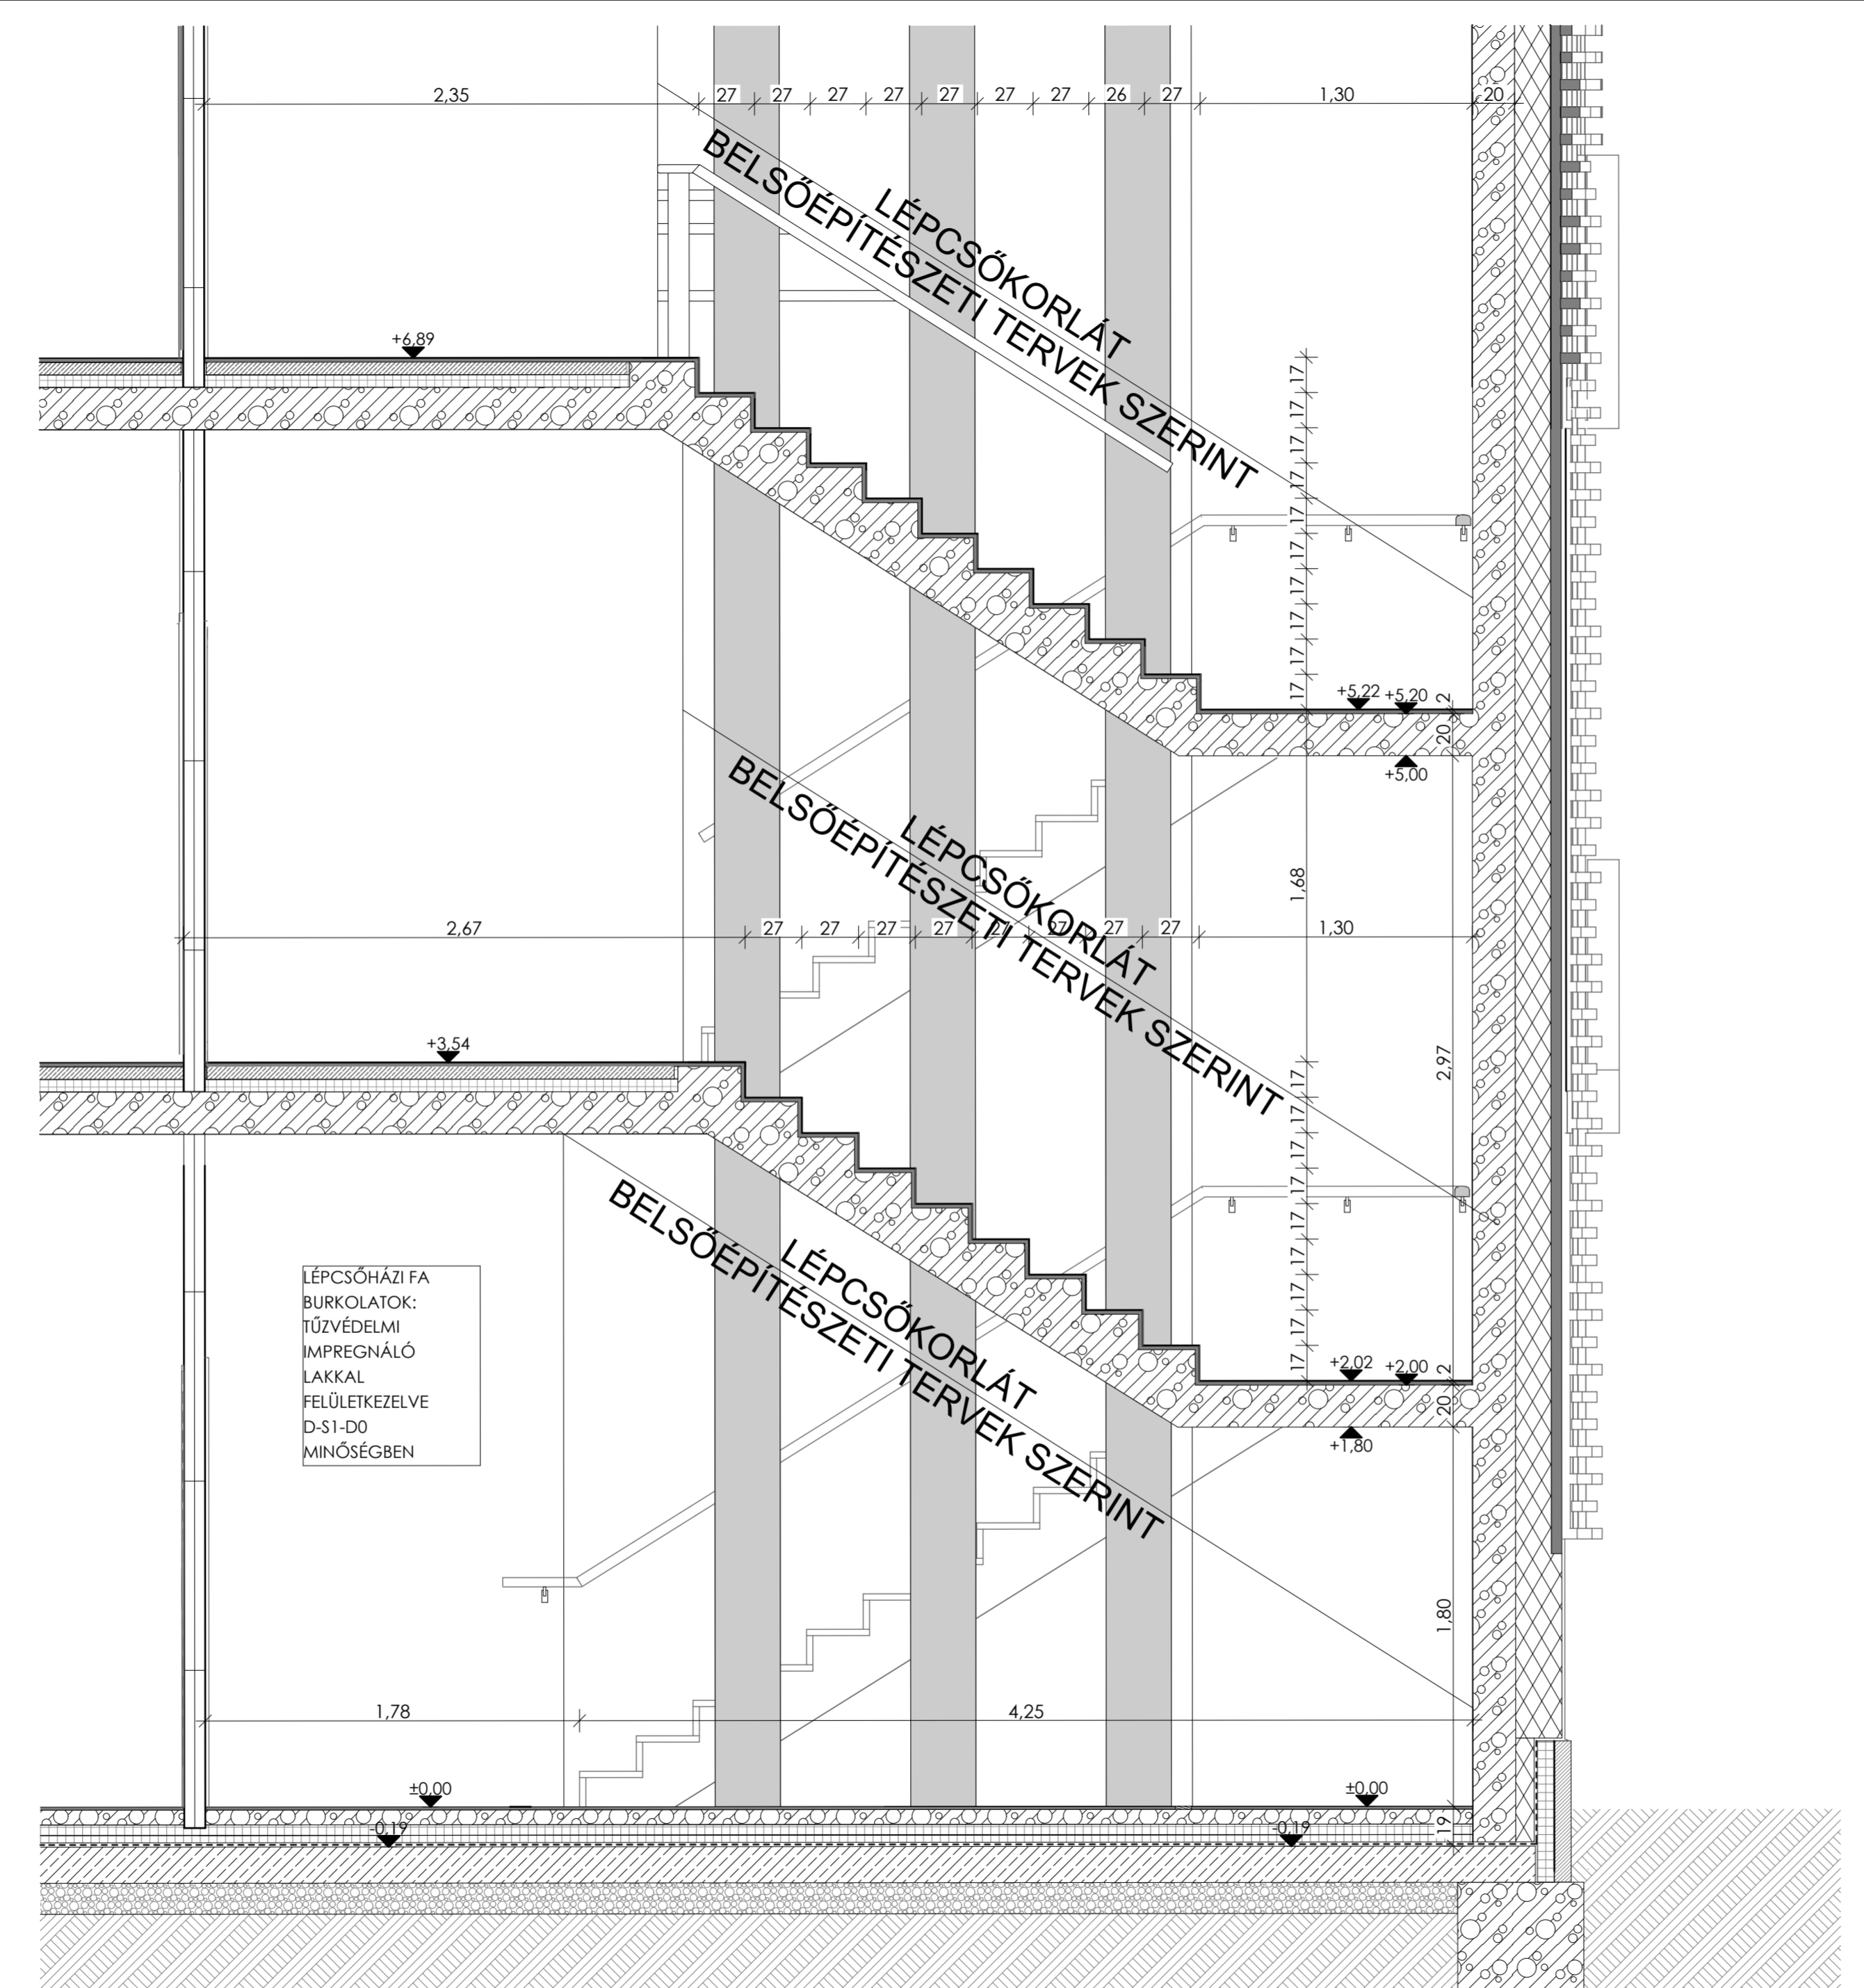 2,35 27 27 27 27 27 27 27 26 27 1,30 20
LÉPCSŐKORLÁT
BELSŐÉPÍTÉSZETI TERVEK SZERINT
+6,89
17
17
17
17
17
17
17
17
17
17
+5,22 +5,20 2
20
+5,00
LÉPCSŐKORLÁT
BELSŐÉPÍTÉSZETI TERVEK SZERINT
1,68
2,67 27 27 27 27 27 27 27 27 1,30
+3,54
2,97
17
17
17
17
17
17
17
17
17
+2,02 +2,00 2
20
+1,80
LÉPCSŐKORLÁT
BELSŐÉPÍTÉSZETI TERVEK SZERINT
LÉPCSŐHÁZI FA
BURKOLATOK:
TŰZVÉDELMI
IMPREGNÁLÓ
LAKKAL
FELÜLETKEZELVE
D-S1-D0
MINŐSÉGBEN
1,80
1,78 4,25
±0,00 ±0,00
-0,19 -0,19 19